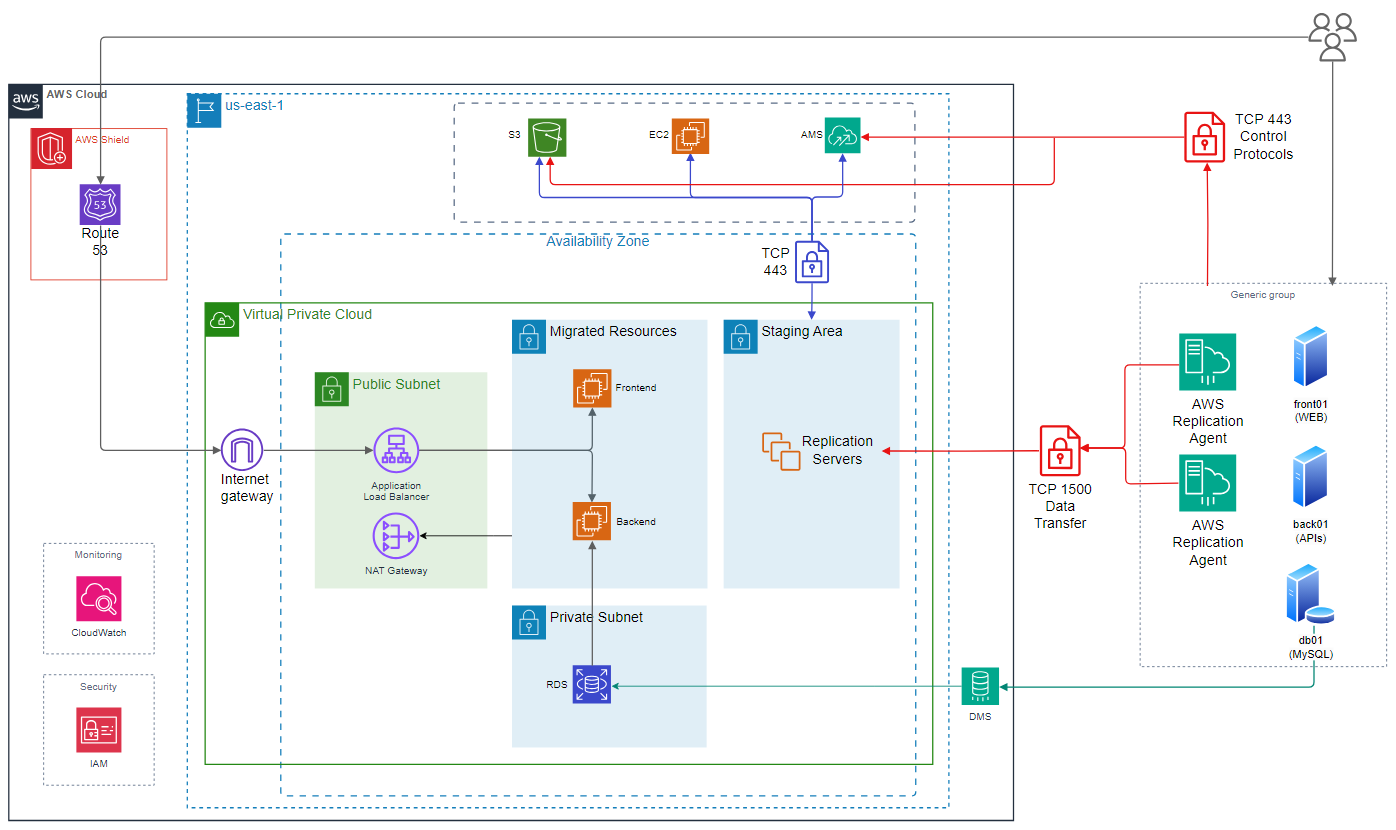 aws
AWS Cloud
us-east-1
AWS Shield
53
Route
53
S3
EC2
AMS
TCP 443
Control
Protocols
Availability Zone
TCP
443
Generic group
Virtual Private Cloud
Migrated Resources
Staging Area
Public Subnet
Frontend
AWS
Replication
Agent
front01
(WEB)
Internet
gateway
Application
Load Balancer
Replication
Servers
TCP 1500
Data
Transfer
Backend
AWS
Replication
Agent
back01
(APIs)
NAT Gateway
Monitoring
CloudWatch
Private Subnet
db01
(MySQL)
Security
RDS
DMS
IAM